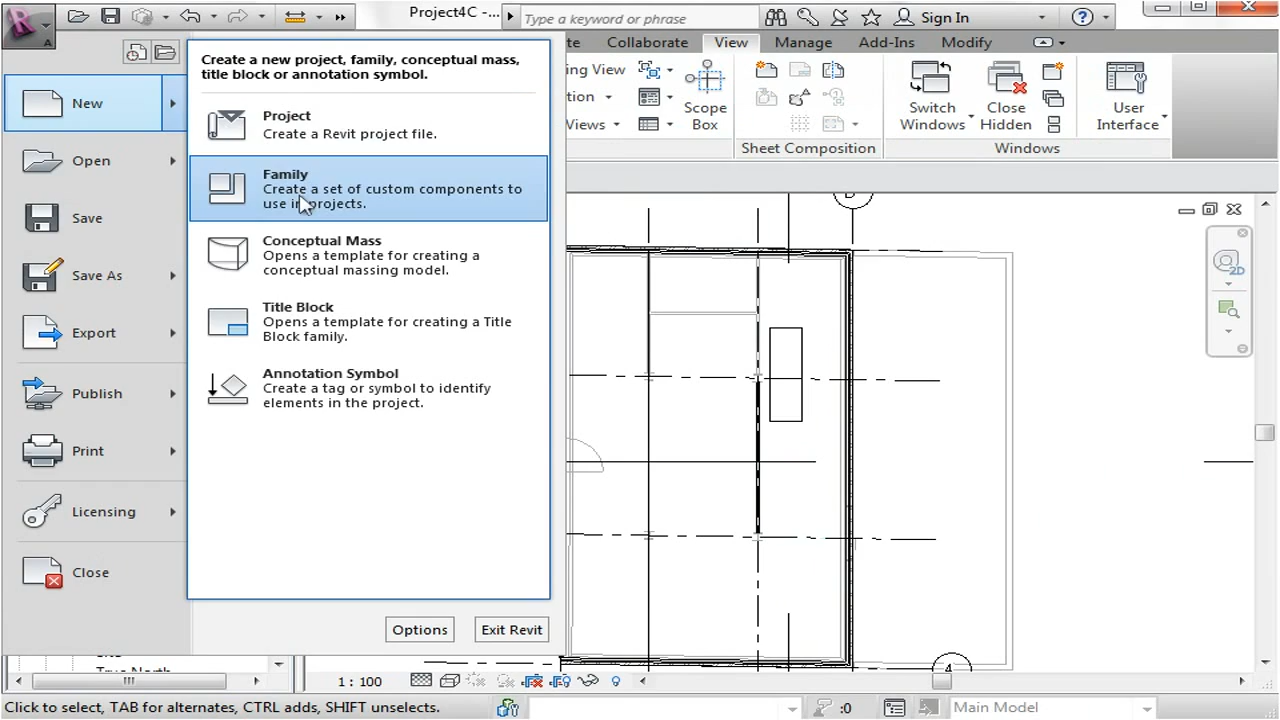 Project4C -...
Type a keyword or phrase
Sign In
te
Collaborate
View
Manage
Add-Ins
Modify
A
Create a new project, family, conceptual mass,
title block or annotation symbol.
New
Project
Create a Revit project file.
Family
Create a set of custom components to
use in projects.
Conceptual Mass
Opens a template for creating a
conceptual massing model.
Title Block
Opens a template for creating a Title
Block family.
Annotation Symbol
Create a tag or symbol to identify
elements in the project.
Open
Save
Save As
Export
Publish
Print
Licensing
Close
Options
Exit Revit
ing View
tion
Views
Scope
Box
Sheet Composition
Switch
Windows
Close
Hidden
Windows
User
Interface
2D
4
True North
1 : 100
Click to select, TAB for alternates, CTRL adds, SHIFT unselects.
:0
Main Model